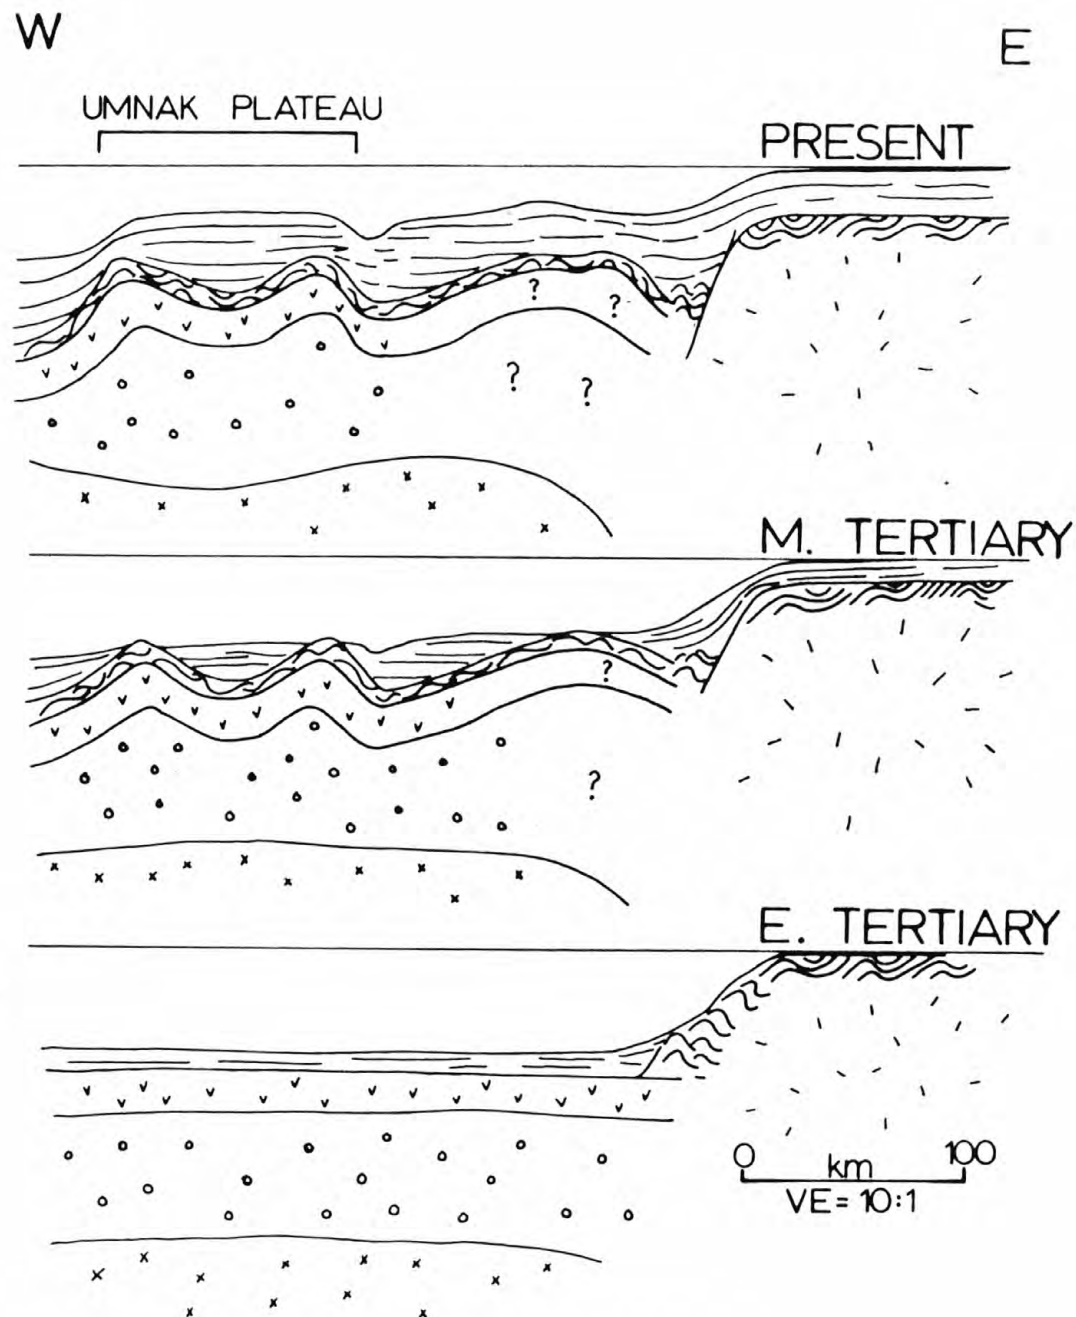 W
E
UMNAK PLATEAU
PRESENT
? ?
? ?
M. TERTIARY
?
?
E. TERTIARY
0 km 100
VE = 10:1